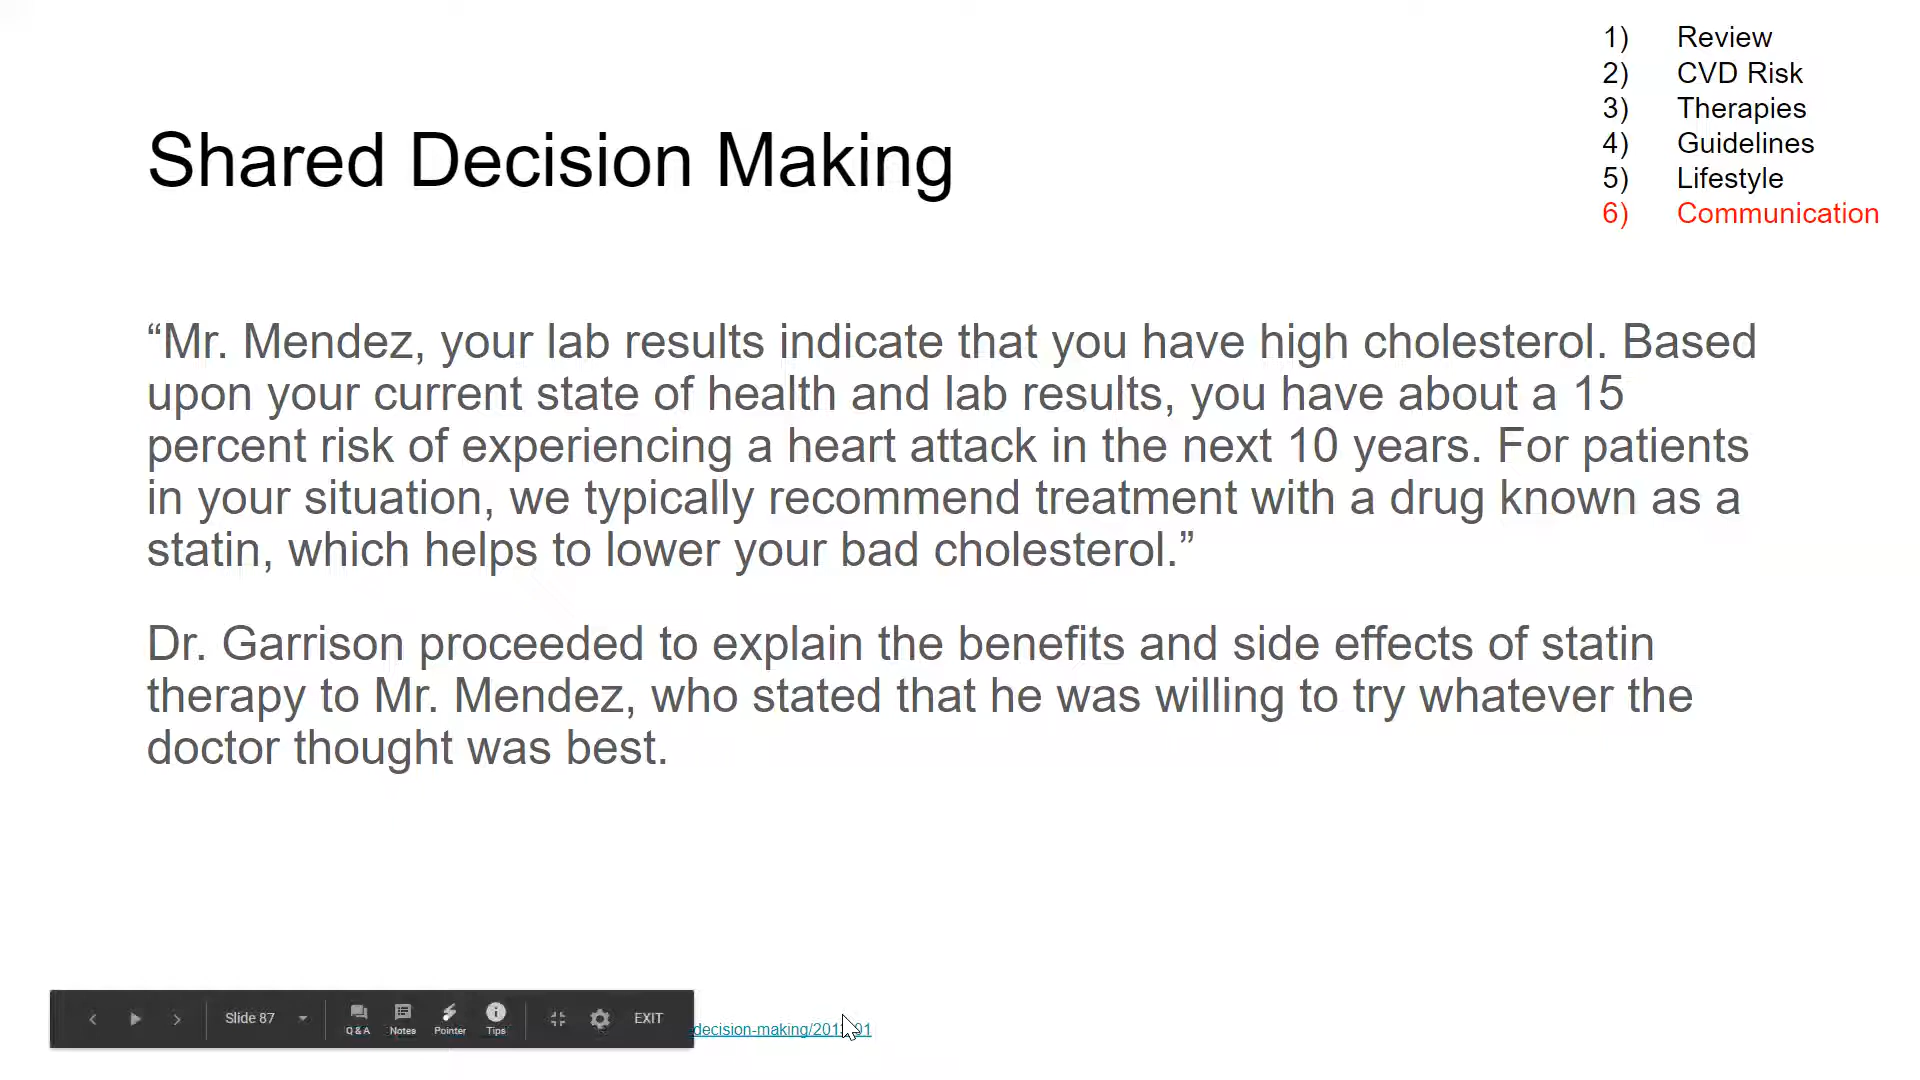 1) Review
2) CVD Risk
3) Therapies
4) Guidelines
5) Lifestyle
6) Communication
Shared Decision Making
“Mr. Mendez, your lab results indicate that you have high cholesterol. Based
upon your current state of health and lab results, you have about a 15
percent risk of experiencing a heart attack in the next 10 years. For patients
in your situation, we typically recommend treatment with a drug known as a
statin, which helps to lower your bad cholesterol.”
Dr. Garrison proceeded to explain the benefits and side effects of statin
therapy to Mr. Mendez, who stated that he was willing to try whatever the
doctor thought was best.
Slide 87
Q & A
Notes
Pointer
Tips
EXIT
decision-making/